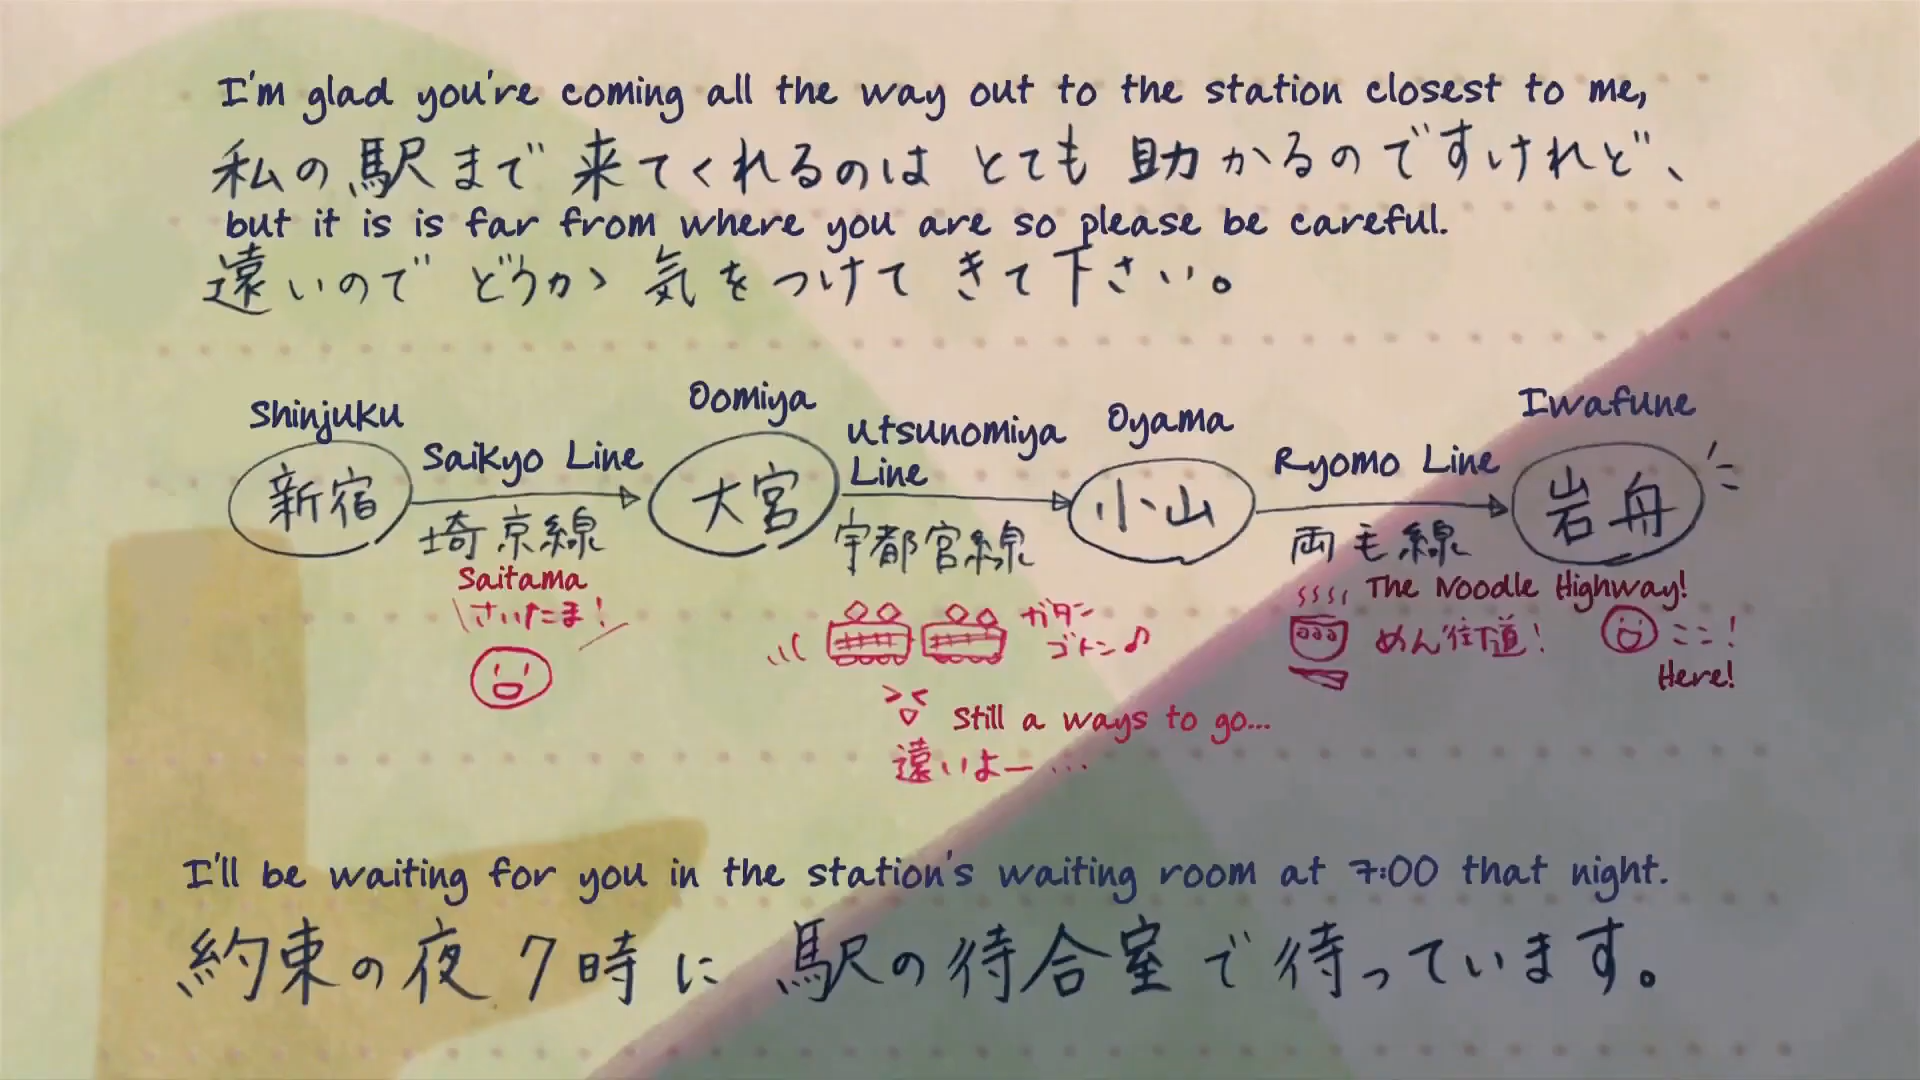 I'm glad you're coming all the way out to the station closest to me,
私の駅まで来てくれるのはとても助かるのですけれど、
but it is is far from where you are so please be careful.
遠いのでどうか気をつけてきて下さい。
Shinjuku
Saikyo Line
Oomiya
Utsunomiya
Line
Oyama
Ryomo Line
Iwafune
新宿
埼京線
大宮
宇都宮線
小山
両毛線
岩舟
Saitama
さいたま!
ガタン
ゴトン♪
The Noodle Highway!
めん街道!
ここ!
Here!
Still a ways to go...
遠いよー…
I'll be waiting for you in the station's waiting room at 7:00 that night.
約束の夜7時に駅の待合室で待っています。